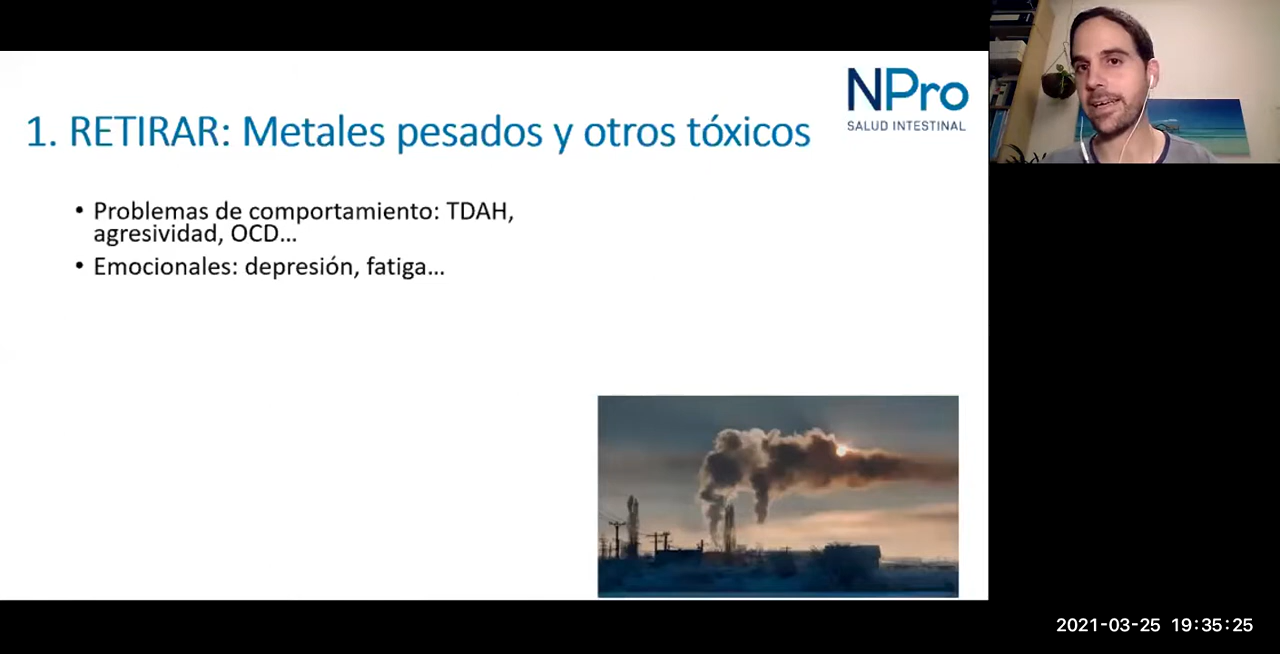 NPro
SALUD INTESTINAL
1. RETIRAR: Metales pesados y otros tóxicos
• Problemas de comportamiento: TDAH,
agresividad, OCD...
• Emocionales: depresión, fatiga...
2021-03-25 19:35:25